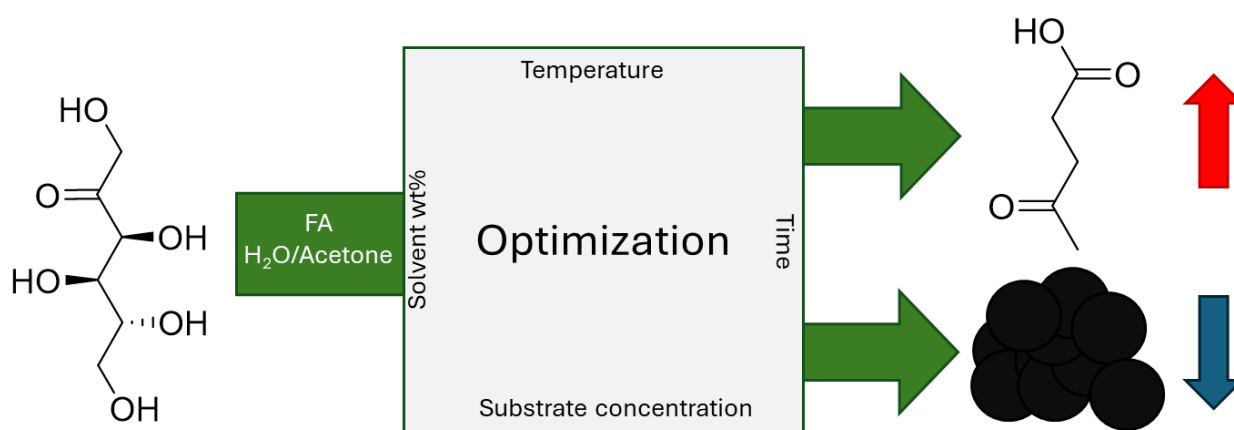 HO
O
OH
HO
OH
OH
FA
H₂O/Acetone
Solvent wt%
Temperature
Optimization
Time
Substrate concentration
HO
O
O